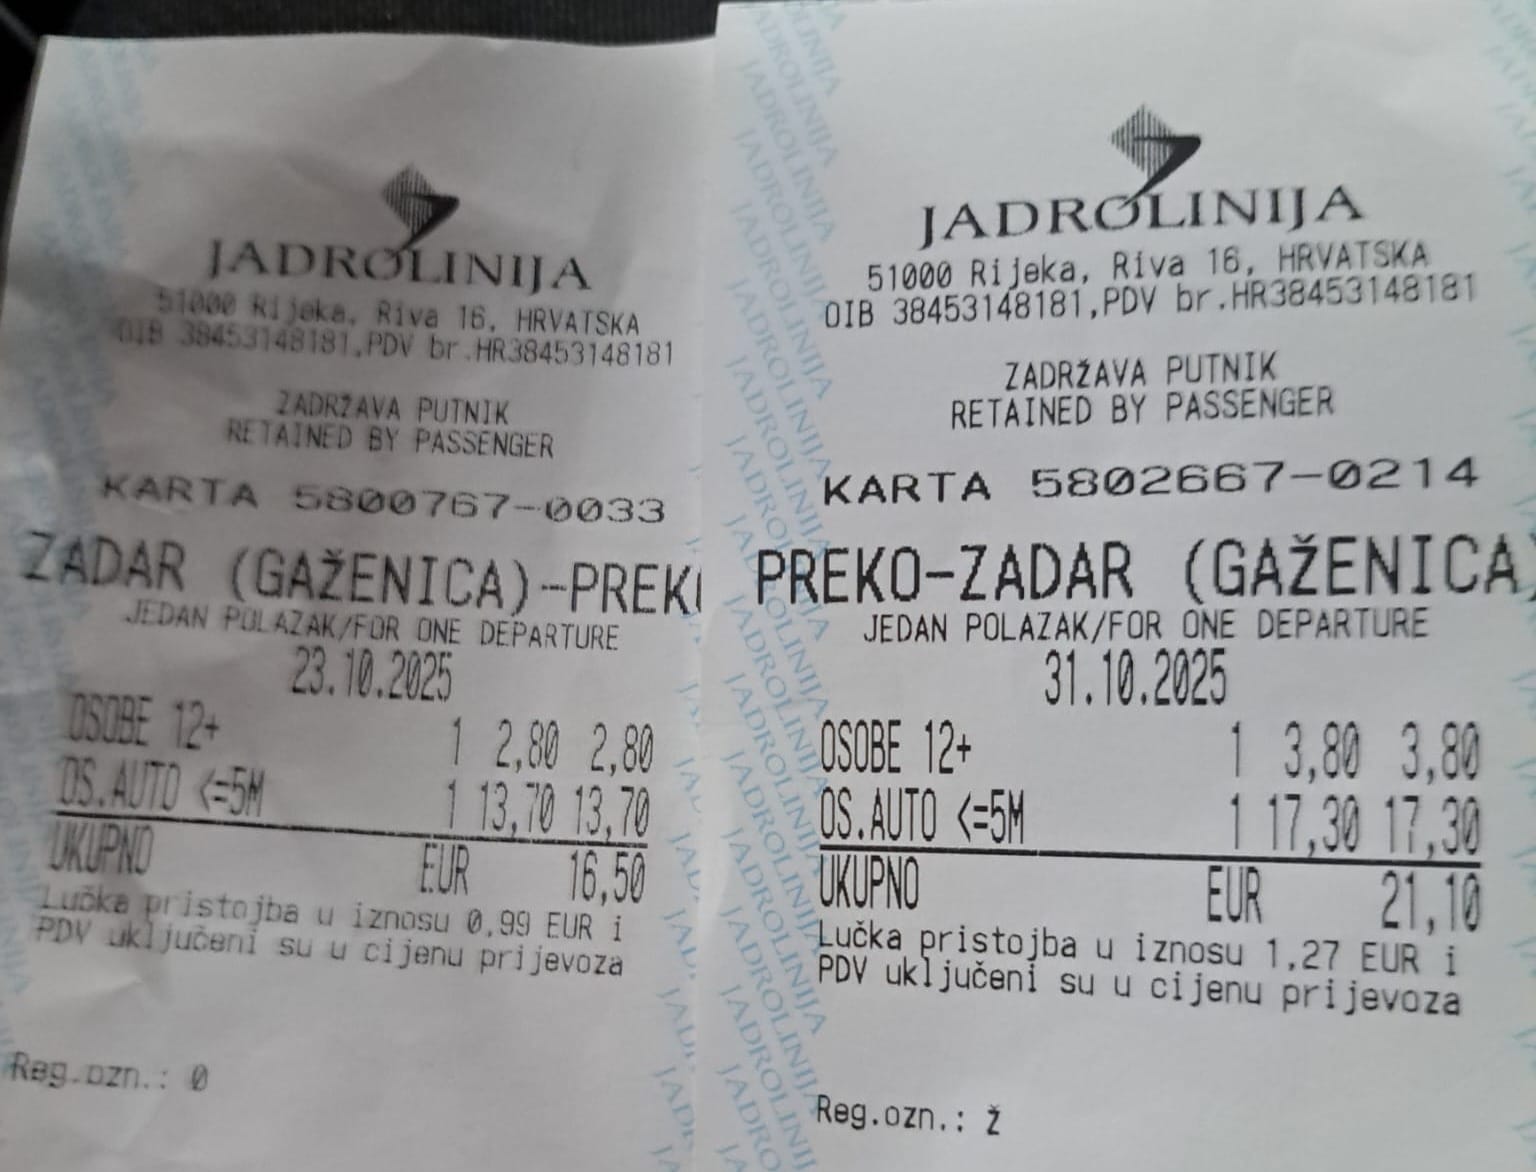 JADROLINIJA
51000 Rijeka, Riva 16, HRVATSKA
OIB 38453148181,PDV br.HR38453148181
ZADRŽAVA PUTNIK
RETAINED BY PASSENGER
KARTA 5800767-0033
ZADAR (GAŽENICA)-PREK
JEDAN POLAZAK/FOR ONE DEPARTURE
23.10.2025
OSOBE 12+ 1 2,80 2,80
OS.AUTO <=5M 1 13,70 13,70
UKUPNO EUR 16,50
Lučka pristojba u iznosu 0,99 EUR i
PDV uključeni su u cijenu prijevoza
Reg.ozn.: 0
JADROLINIJA
51000 Rijeka, Riva 16, HRVATSKA
OIB 38453148181,PDV br.HR38453148181
ZADRŽAVA PUTNIK
RETAINED BY PASSENGER
KARTA 5802667-0214
PREKO-ZADAR (GAŽENICA)
JEDAN POLAZAK/FOR ONE DEPARTURE
31.10.2025
OSOBE 12+ 1 3,80 3,80
OS.AUTO <=5M 1 17,30 17,30
UKUPNO EUR 21,10
Lučka pristojba u iznosu 1,27 EUR i
PDV uključeni su u cijenu prijevoza
Reg.ozn.: ž